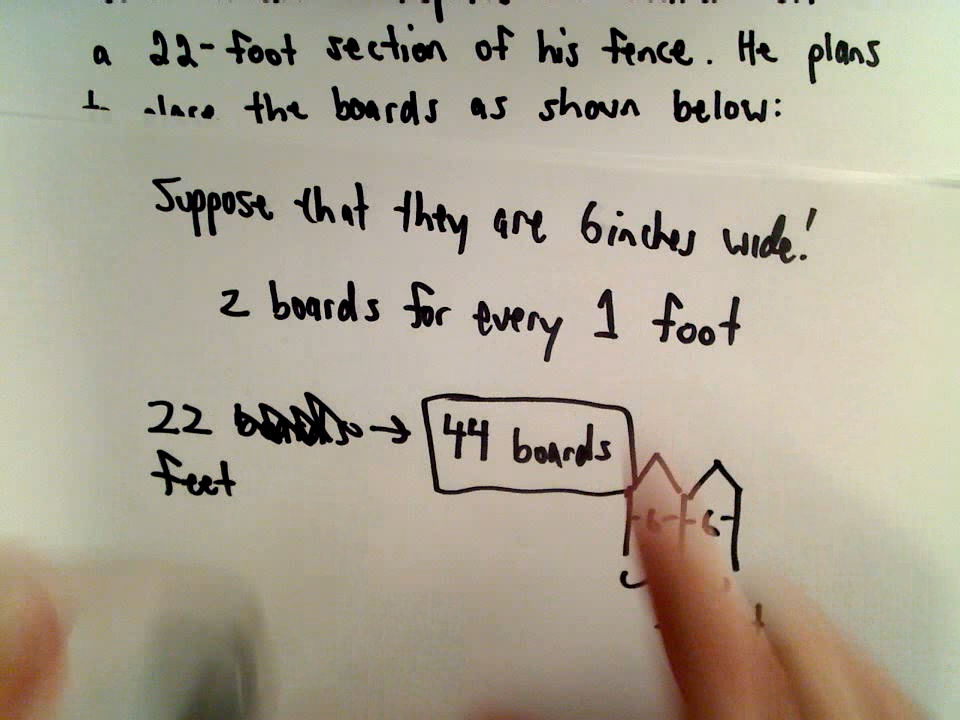 a 22-foot section of his fence. He plans
the boards as shown below:
Suppose that they are 6 inches wide!
2 boards for every 1 foot
22 → 44 boards
feet
6 6